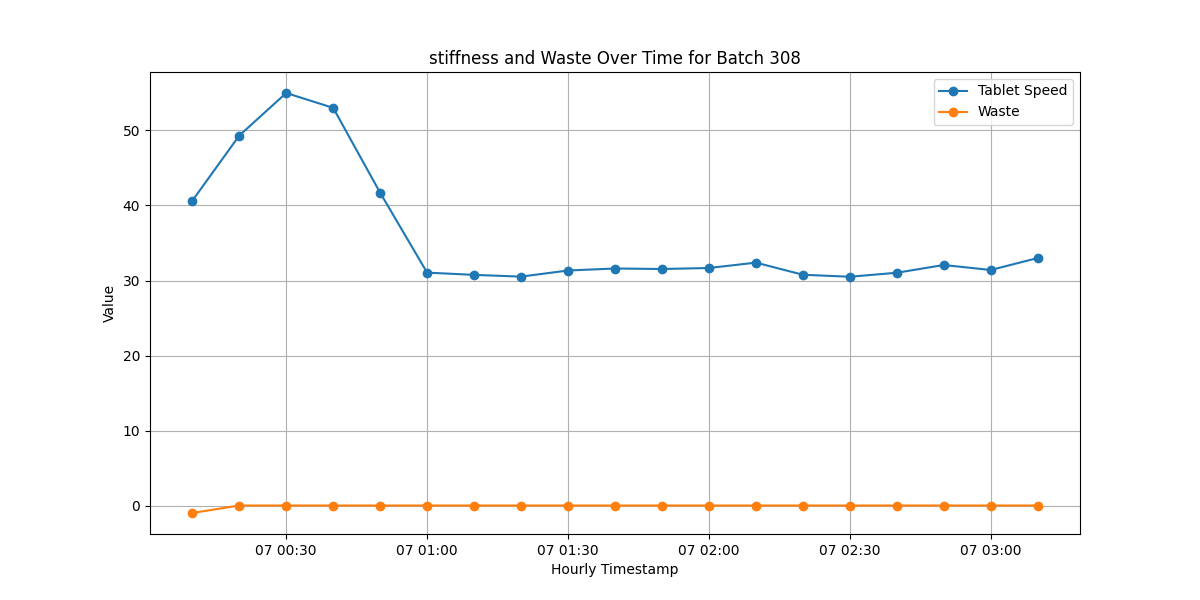 stiffness and Waste Over Time for Batch 308
Tablet Speed
Waste
Value
50
40
30
20
10
0
07 00:30
07 01:00
07 01:30
07 02:00
07 02:30
07 03:00
Hourly Timestamp